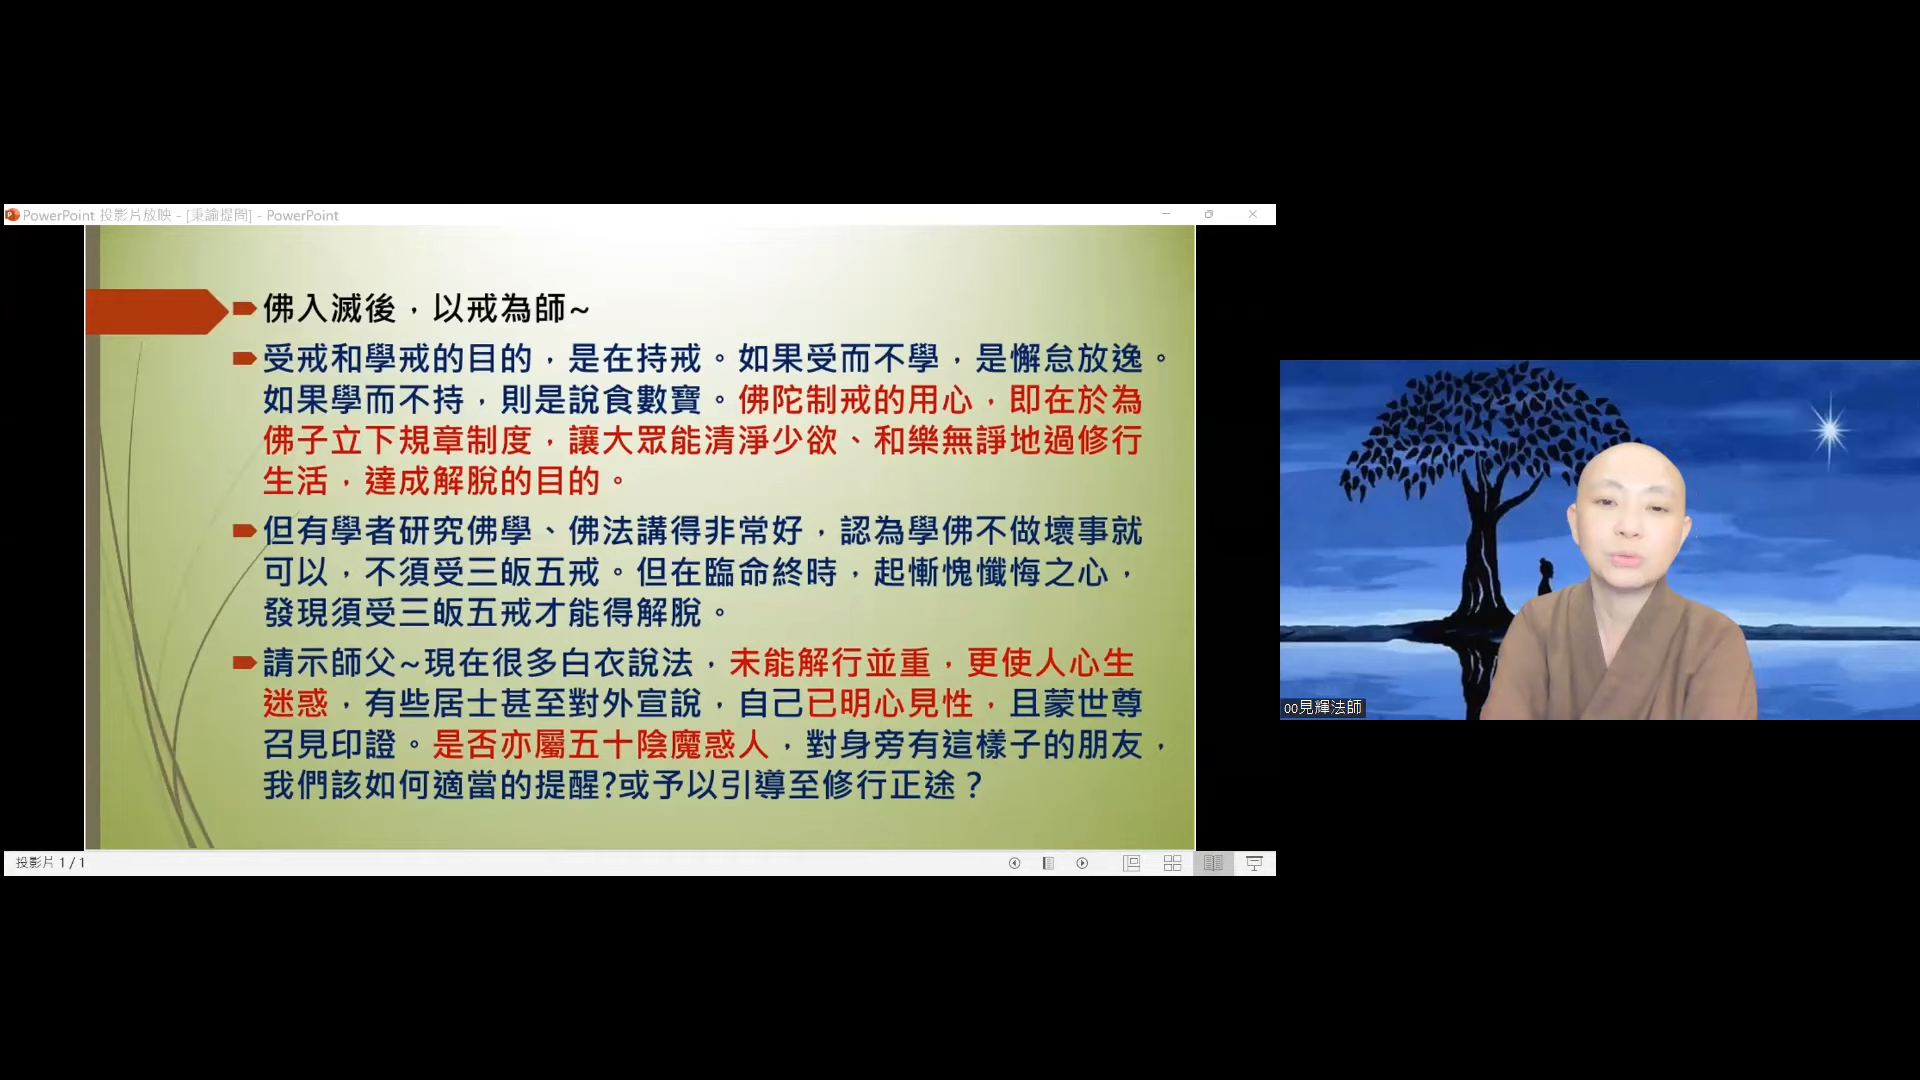 PowerPoint 投影片放映 - [秉諭提問] - PowerPoint
佛入滅後，以戒為師~
受戒和學戒的目的，是在持戒。如果受而不學，是懈怠放逸。
如果學而不持，則是說食數寶。佛陀制戒的用心，即在於為
佛子立下規章制度，讓大眾能清淨少欲、和樂無諍地過修行
生活，達成解脫的目的。
但有學者研究佛學、佛法講得非常好，認為學佛不做壞事就
可以，不須受三皈五戒。但在臨命終時，起慚愧懺悔之心，
發現須受三皈五戒才能得解脫。
請示師父~現在很多白衣說法，未能解行並重，更使人心生
迷惑，有些居士甚至對外宣說，自己已明心見性，且蒙世尊
召見印證。是否亦屬五十陰魔惑人，對身旁有這樣子的朋友，
我們該如何適當的提醒?或予以引導至修行正途？
oo見輝法師
投影片 1 / 1